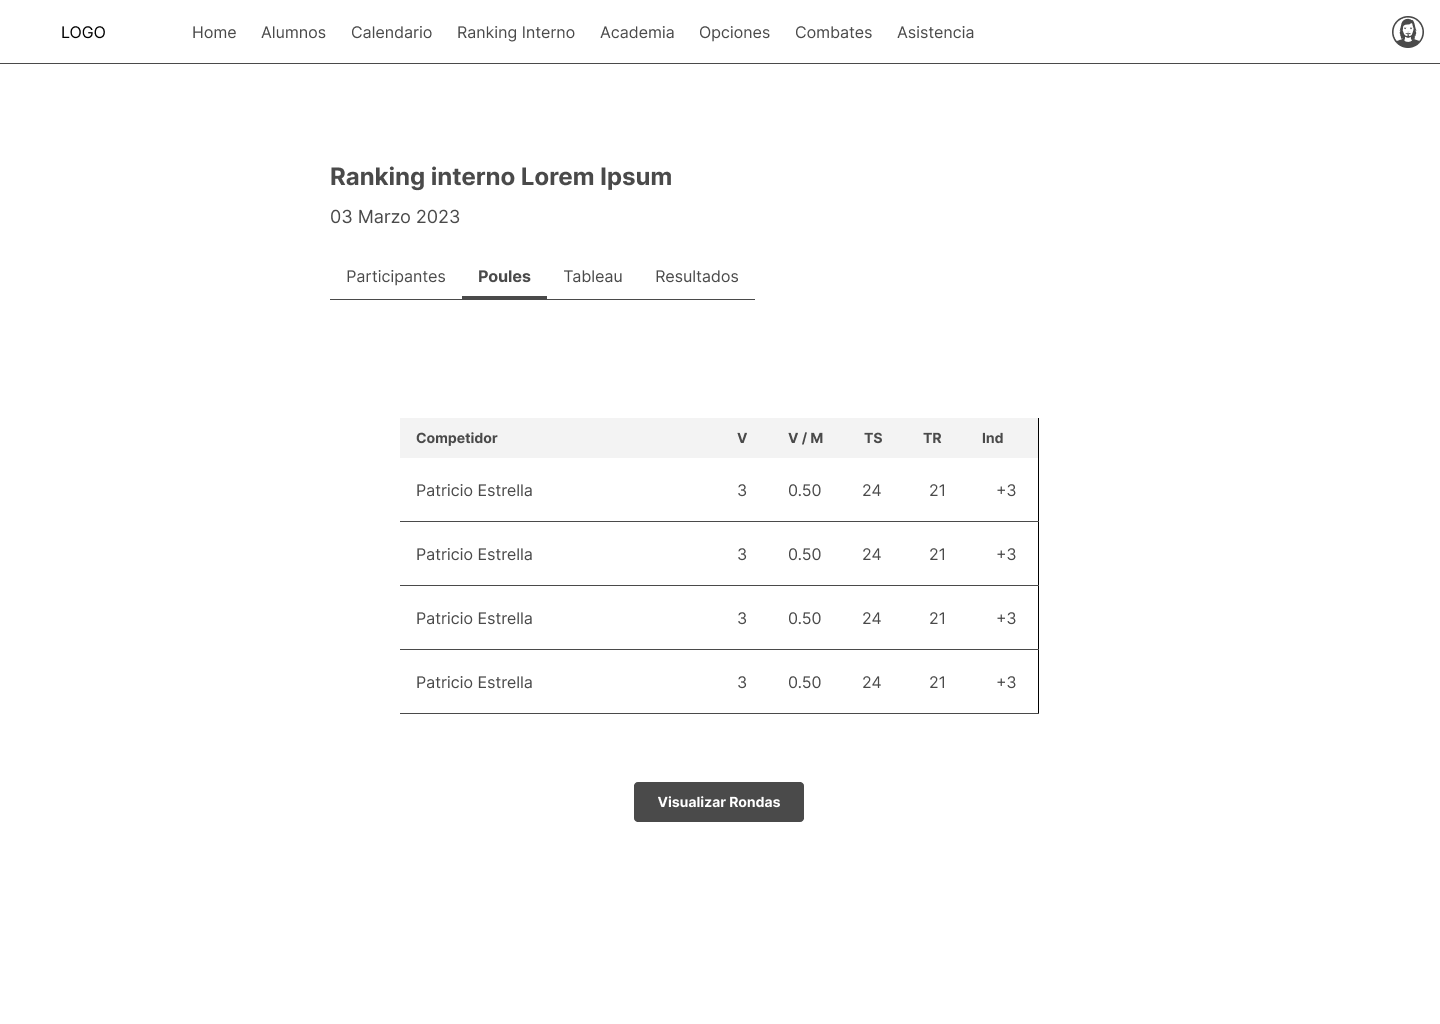 LOGO Home Alumnos Calendario Ranking Interno Academia Opciones Combates Asistencia
Ranking interno Lorem Ipsum
03 Marzo 2023
Participantes Poules Tableau Resultados
Competidor V V / M TS TR Ind
Patricio Estrella 3 0.50 24 21 +3
Patricio Estrella 3 0.50 24 21 +3
Patricio Estrella 3 0.50 24 21 +3
Patricio Estrella 3 0.50 24 21 +3
Visualizar Rondas